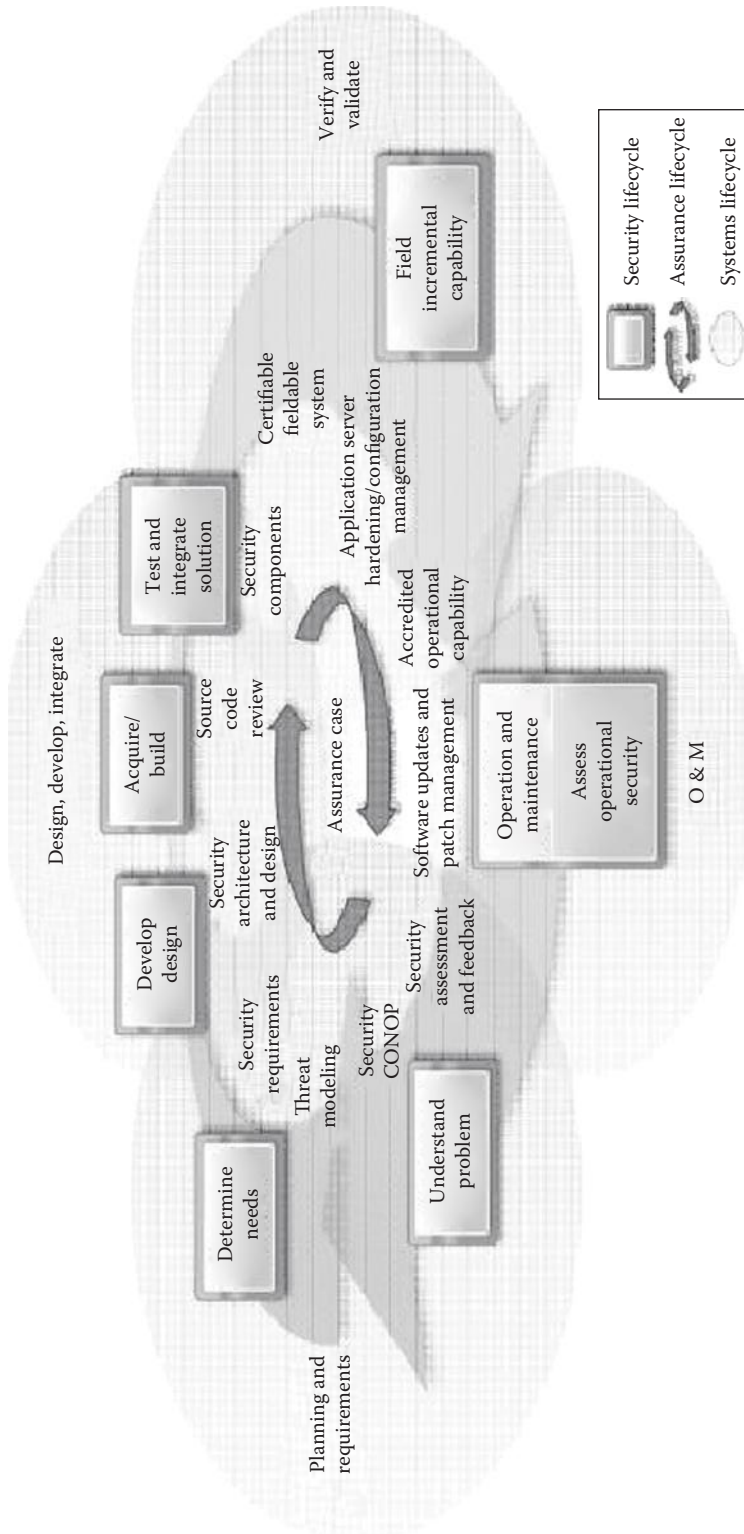 Design, develop, integrate
Develop
design
Acquire/
build
Test and
integrate
solution
Determine
needs
Security
requirements
Threat
modeling
Security
architecture
and design
Source
code
review
Security
components
Certifiable
fieldable
system
Verify and
validate
Planning and
requirements
Security
CONOP
Assurance case
Application server
hardening/configuration
management
Field
incremental
capability
Understand
problem
Security
assessment
and feedback
Software updates and
patch management
Accredited
operational
capability
Operation and
maintenance
Assess
operational
security
O & M
Security lifecycle
Assurance lifecycle
Systems lifecycle